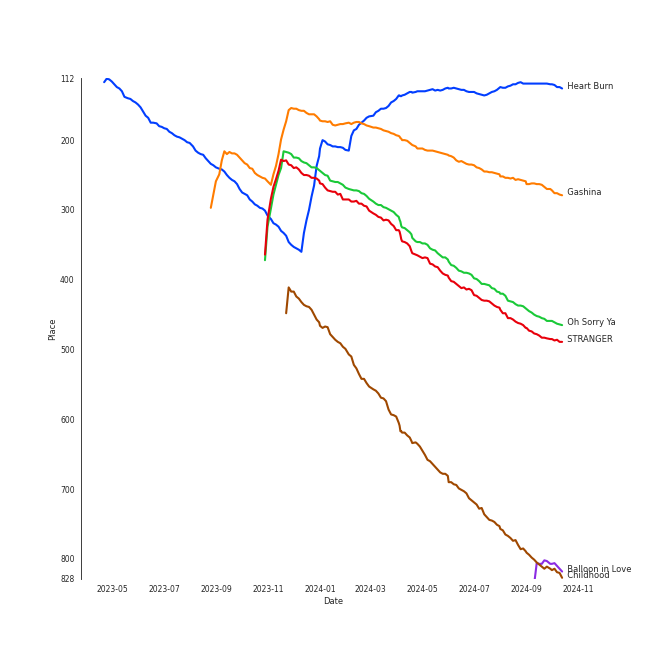 112
200
300
400
500
600
700
800
828
Place
2023-05
2023-07
2023-09
2023-11
2024-01
2024-03
2024-05
2024-07
2024-09
2024-11
Date
Heart Burn
Gashina
Oh Sorry Ya
STRANGER
Balloon in Love
Childhood